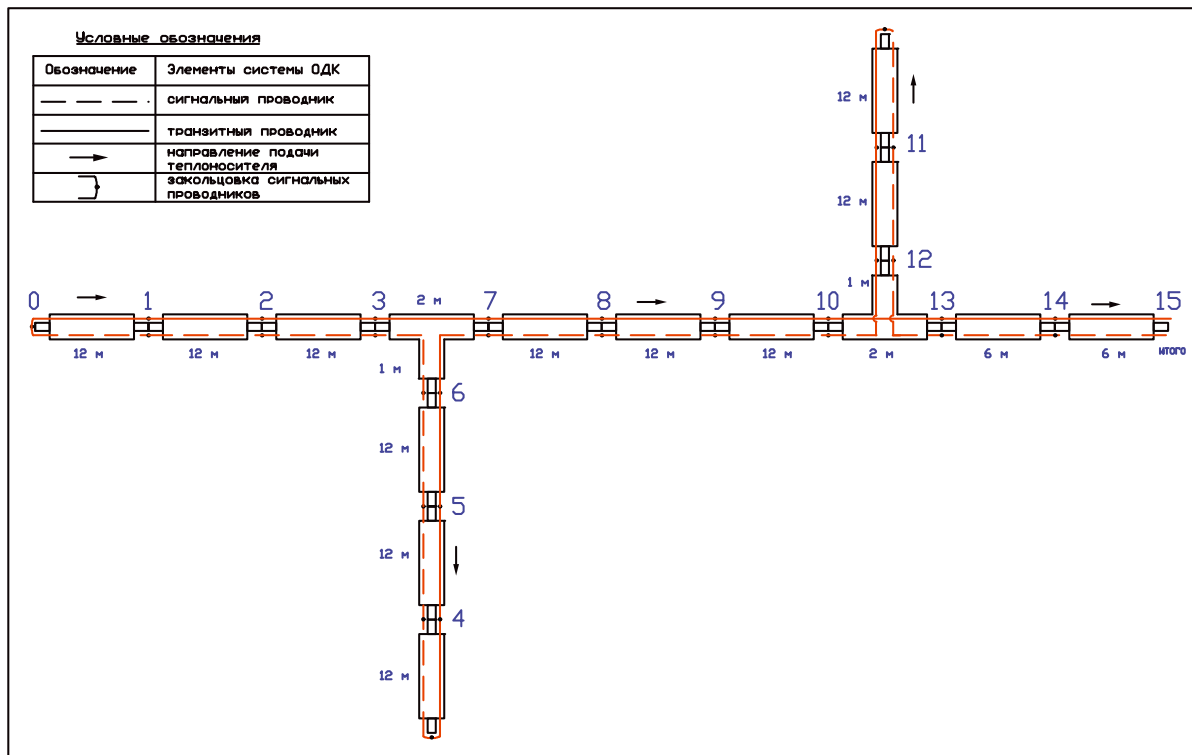 Условные обозначения
Обозначение Элементы системы ОДК
сигнальный проводник
транзитный проводник
направление подачи
теплоносителя
закольцовка сигнальных
проводников
12 м
11
12 м
12
1 м
0 1 2 3 2 м 7 8 9 10 13 14 15
12 м 12 м 12 м 12 м 12 м 12 м 2 м 6 м 6 м итого
1 м
6
12 м
5
12 м
4
12 м